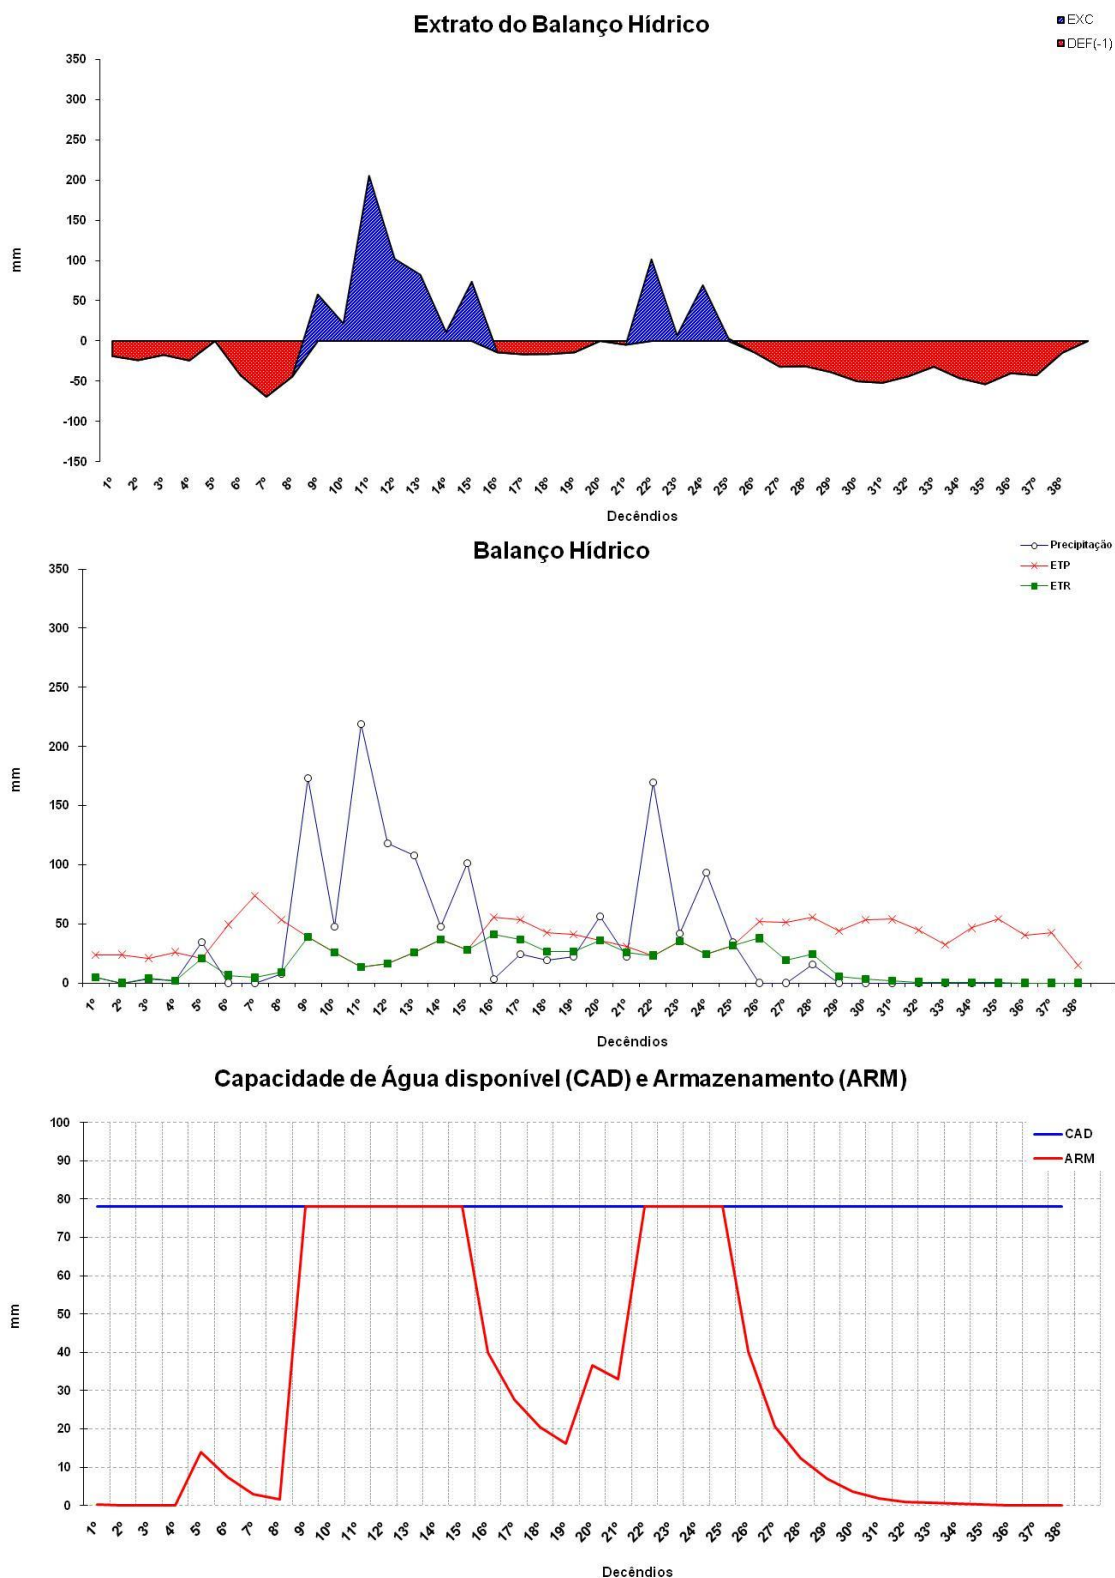 Extrato do Balanço Hídrico
EXC
DEF(-1)
350
300
250
200
150
100
50
0
-50
-100
-150
mm
1º 2º 3º 4º 5º 6º 7º 8º 9º 10º 11º 12º 13º 14º 15º 16º 17º 18º 19º 20º 21º 22º 23º 24º 25º 26º 27º 28º 29º 30º 31º 32º 33º 34º 35º 36º 37º 38º
Decêndios
Balanço Hídrico
Precipitação
ETP
ETR
350
300
250
200
150
100
50
0
mm
1º 2º 3º 4º 5º 6º 7º 8º 9º 10º 11º 12º 13º 14º 15º 16º 17º 18º 19º 20º 21º 22º 23º 24º 25º 26º 27º 28º 29º 30º 31º 32º 33º 34º 35º 36º 37º 38º
Decêndios
Capacidade de Água disponível (CAD) e Armazenamento (ARM)
CAD
ARM
100
90
80
70
60
50
40
30
20
10
0
mm
1º 2º 3º 4º 5º 6º 7º 8º 9º 10º 11º 12º 13º 14º 15º 16º 17º 18º 19º 20º 21º 22º 23º 24º 25º 26º 27º 28º 29º 30º 31º 32º 33º 34º 35º 36º 37º 38º
Decêndios